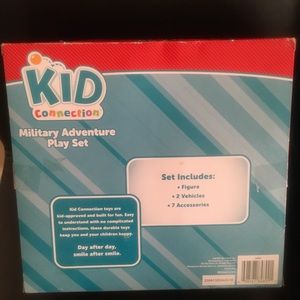 KID
Connection
Military Adventure
Play Set
Set Includes:
• Figure
• 2 Vehicles
• 7 Accessories
Kid Connection toys are
kid-approved and built for fun. Easy
to understand with no complicated
instructions, these durable toys
keep you and your children happy.
Day after day,
smile after smile.